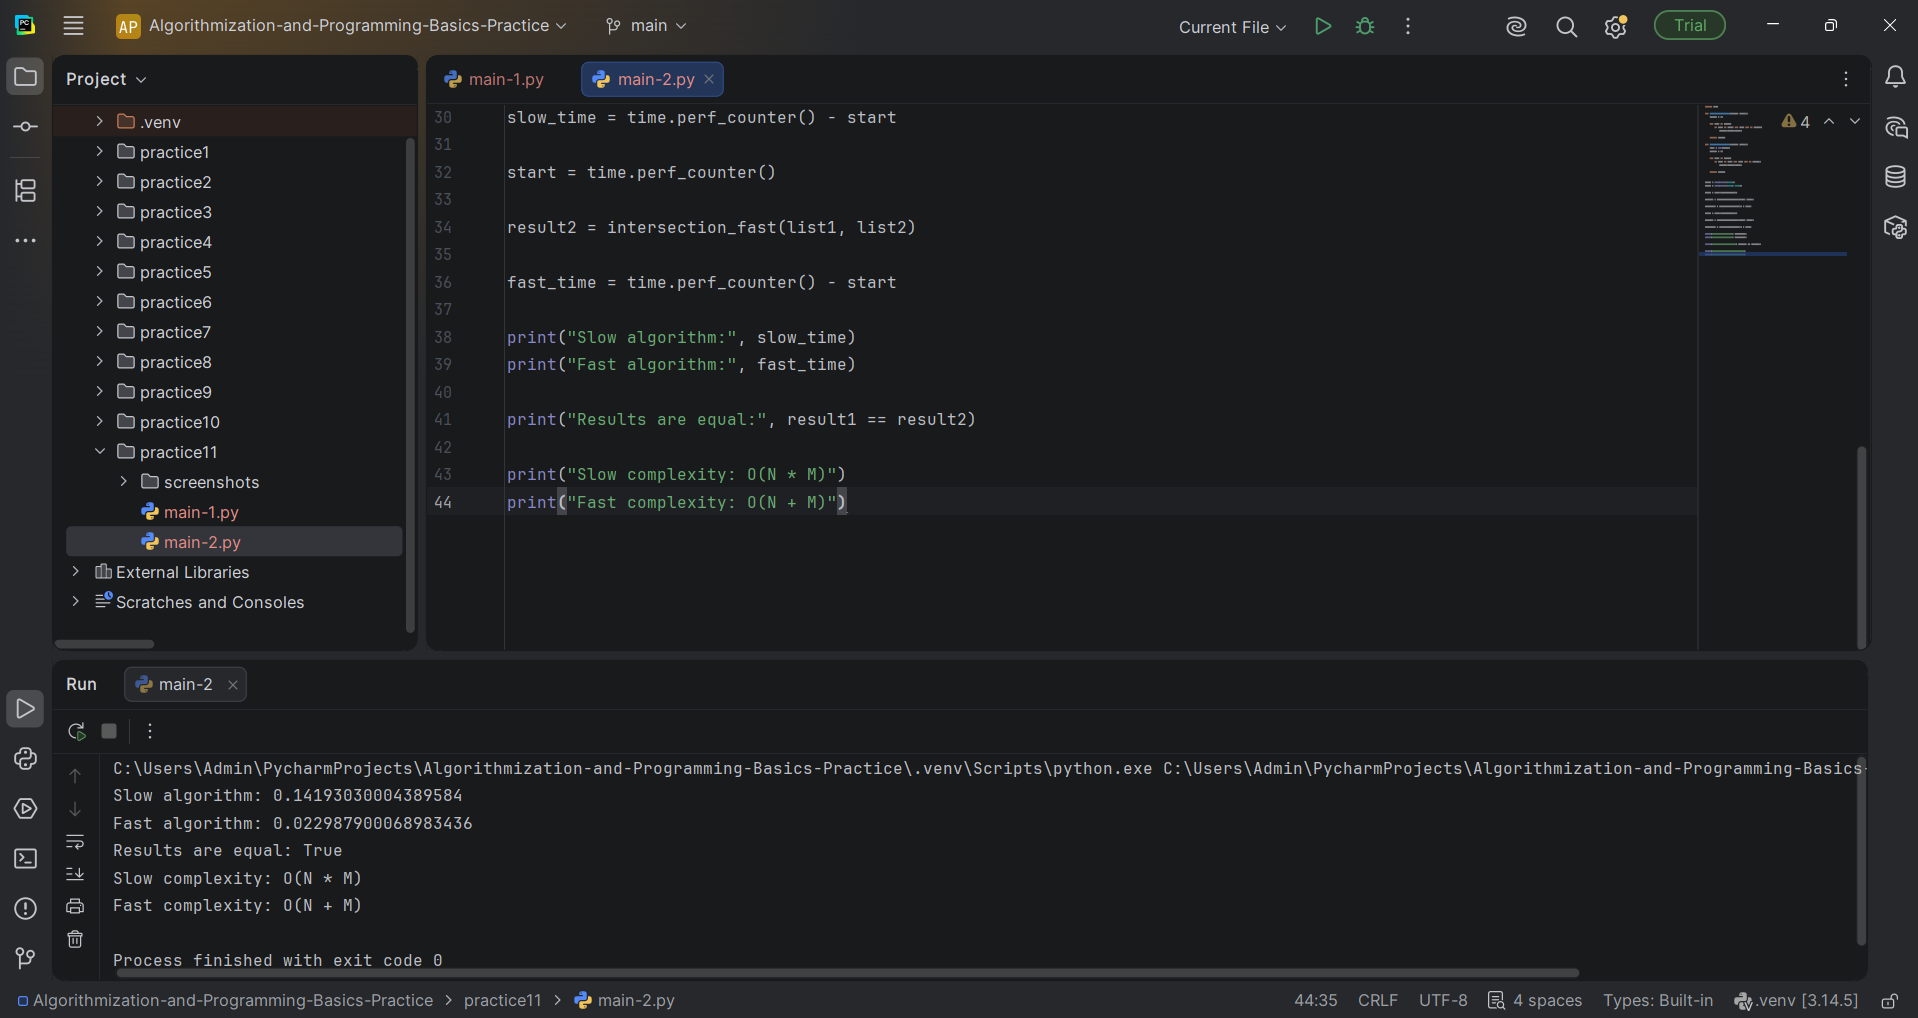 AP Algorithmization-and-Programming-Basics-Practice main Current File Trial
Project
.venv
practice1
practice2
practice3
practice4
practice5
practice6
practice7
practice8
practice9
practice10
practice11
screenshots
main-1.py
main-2.py
External Libraries
Scratches and Consoles
main-1.py main-2.py
4
30 slow_time = time.perf_counter() - start
31
32 start = time.perf_counter()
33
34 result2 = intersection_fast(list1, list2)
35
36 fast_time = time.perf_counter() - start
37
38 print("Slow algorithm:", slow_time)
39 print("Fast algorithm:", fast_time)
40
41 print("Results are equal:", result1 == result2)
42
43 print("Slow complexity: O(N * M)")
44 print("Fast complexity: O(N + M)")
Run main-2
C:\Users\Admin\PycharmProjects\Algorithmization-and-Programming-Basics-Practice\.venv\Scripts\python.exe C:\Users\Admin\PycharmProjects\Algorithmization-and-Programming-Basics-
Slow algorithm: 0.14193030004389584
Fast algorithm: 0.022987900068983436
Results are equal: True
Slow complexity: O(N * M)
Fast complexity: O(N + M)
Process finished with exit code 0
Algorithmization-and-Programming-Basics-Practice > practice11 > main-2.py 44:35 CRLF UTF-8 4 spaces Types: Built-in .venv [3.14.5]